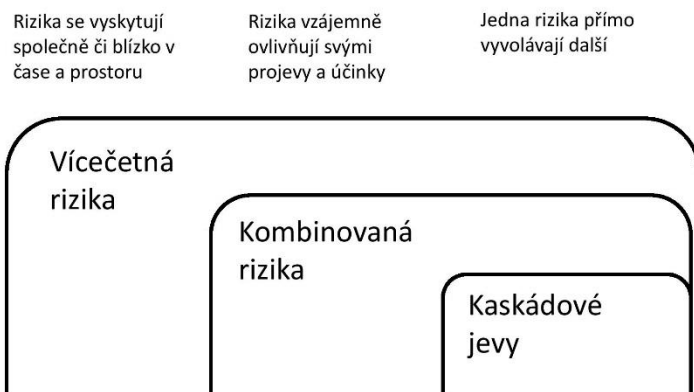 Rizika se vyskytují
společně či blízko v
čase a prostoru
Rizika vzájemně
ovlivňují svými
projevy a účinky
Jedna rizika přímo
vyvolávají další
Vícečetná
rizika
Kombinovaná
rizika
Kaskádové
jevy